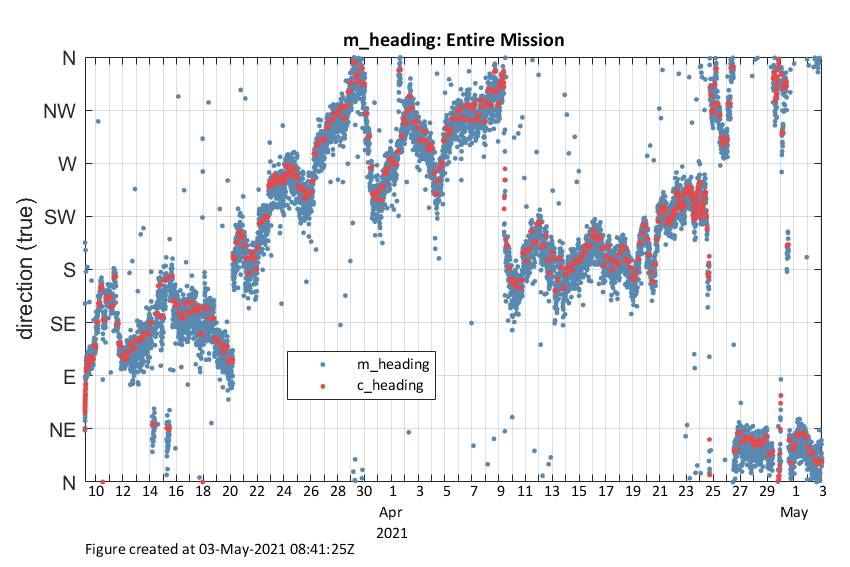 m_heading: Entire Mission
direction (true)
N
NW
W
SW
S
SE
E
NE
N
m_heading
c_heading
10 12 14 16 18 20 22 24 26 28 30 1 3 5 7 9 11 13 15 17 19 21 23 25 27 29 1 3
Apr May
2021
Figure created at 03-May-2021 08:41:25Z